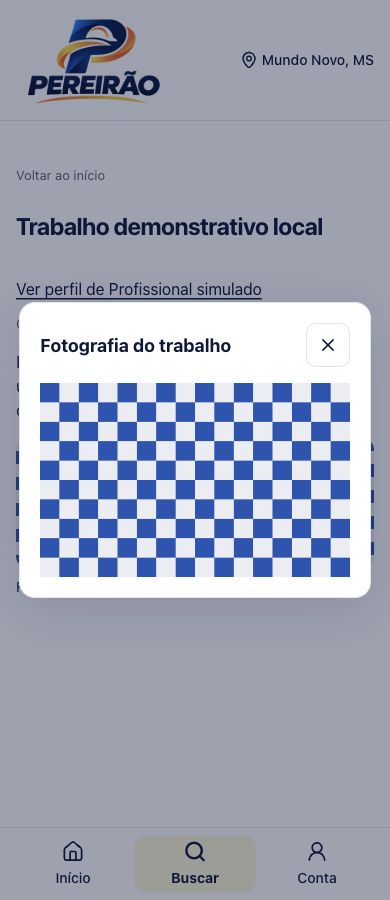 PEREIRÃO
Mundo Novo, MS
Voltar ao início
Trabalho demonstrativo local
Ver perfil de Profissional simulado
Fotografia do trabalho
Início
Buscar
Conta